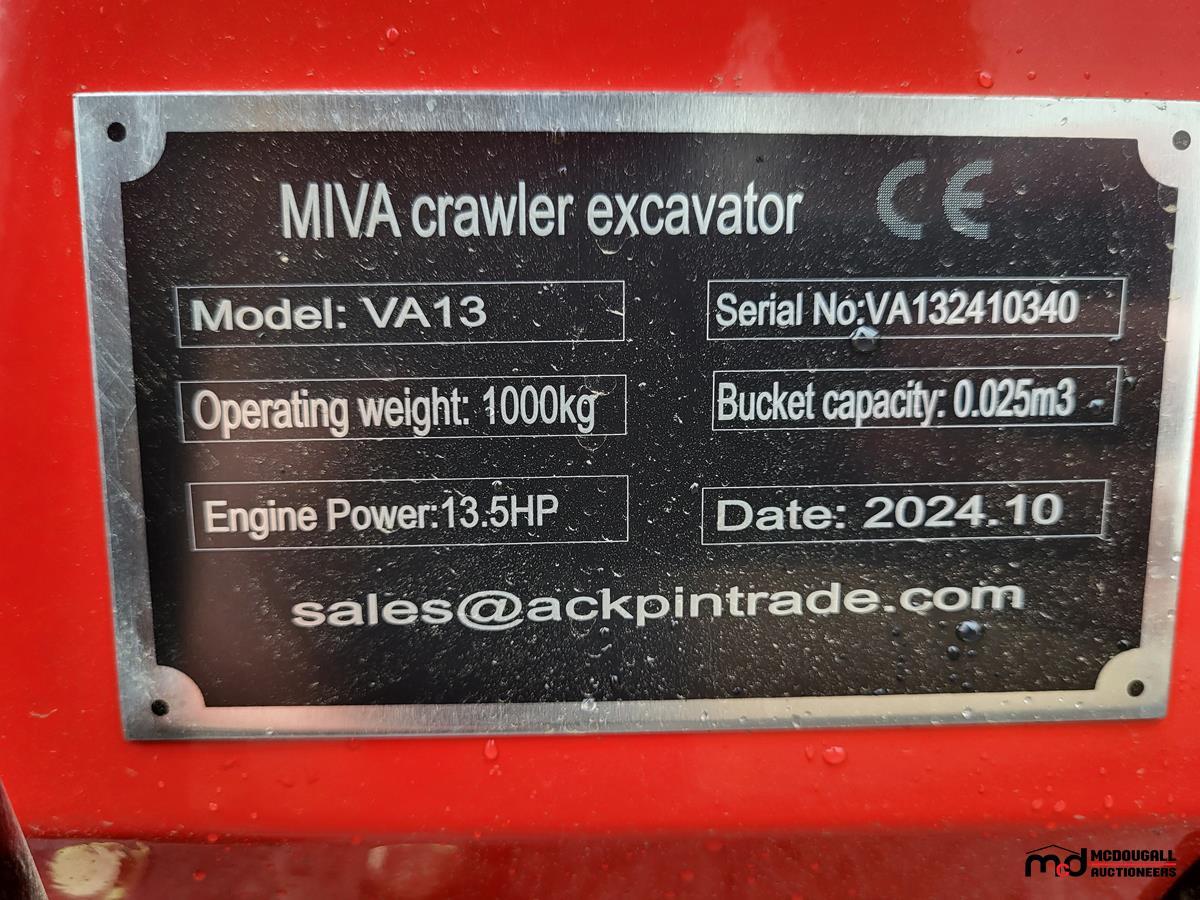 MIVA crawler excavator CE
Model: VA13
Serial No:VA132410340
Operating weight: 1000kg
Bucket capacity: 0.025m3
Engine Power:13.5HP
Date: 2024.10
sales@ackpintrade.com
mcd MCDOUGALL
AUCTIONEERS